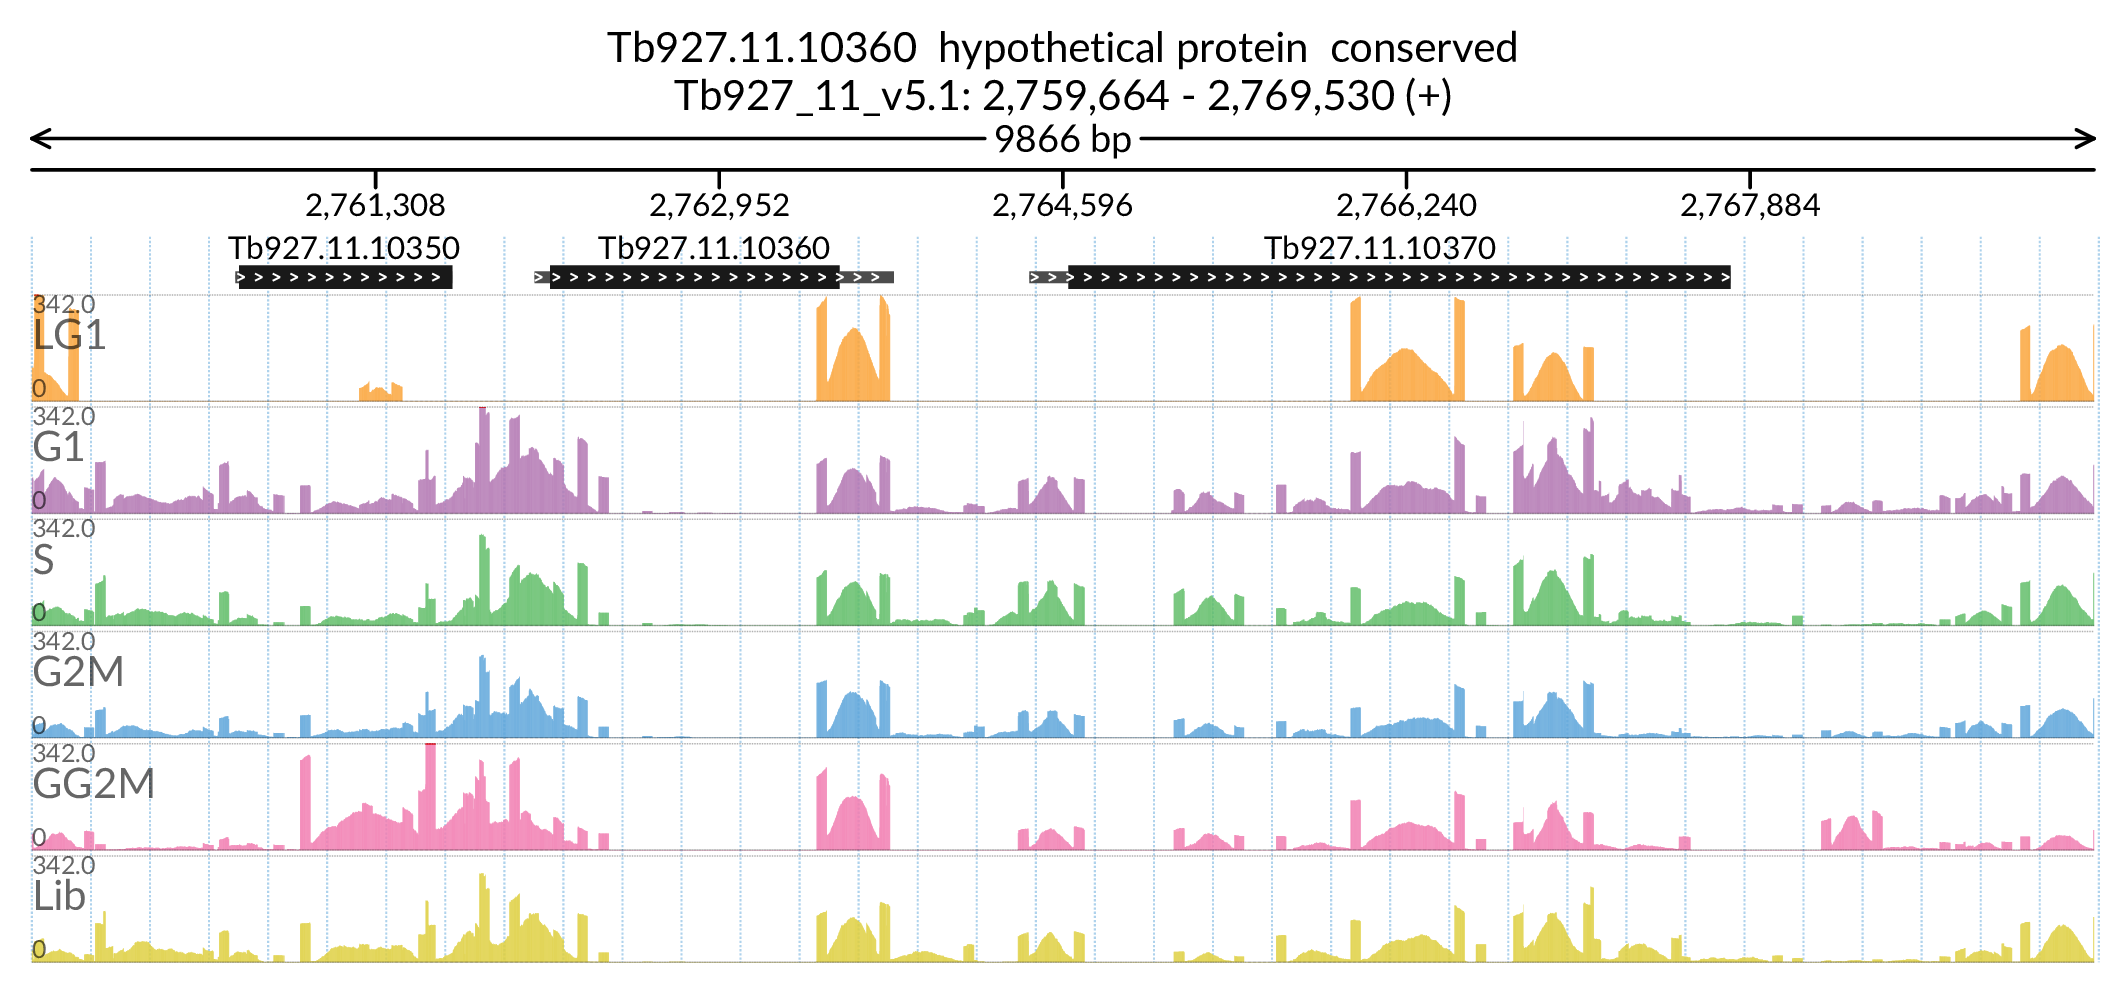 Tb927.11.10360 hypothetical protein conserved
Tb927_11_v5.1: 2,759,664 - 2,769,530 (+)
9866 bp
2,761,308 2,762,952 2,764,596 2,766,240 2,767,884
Tb927.11.10350 Tb927.11.10360 Tb927.11.10370
342.0
LG1
0
342.0
G1
0
342.0
S
0
342.0
G2M
0
342.0
GG2M
0
342.0
Lib
0